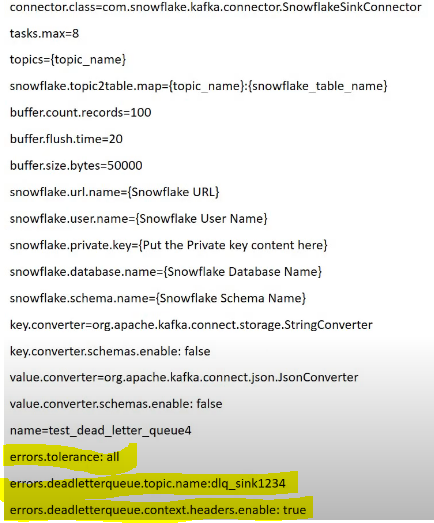 connector.class=com.snowflake.kafka.connector.SnowflakeSinkConnector
tasks.max=8
topics={topic_name}
snowflake.topic2table.map={topic_name}:{snowflake_table_name}
buffer.count.records=100
buffer.flush.time=20
buffer.size.bytes=50000
snowflake.url.name={Snowflake URL}
snowflake.user.name={Snowflake User Name}
snowflake.private.key={Put the Private key content here}
snowflake.database.name={Snowflake Database Name}
snowflake.schema.name={Snowflake Schema Name}
key.converter=org.apache.kafka.connect.storage.StringConverter
key.converter.schemas.enable: false
value.converter=org.apache.kafka.connect.json.JsonConverter
value.converter.schemas.enable: false
name=test_dead_letter_queue4
errors.tolerance: all
errors.deadletterqueue.topic.name:dlq_sink1234
errors.deadletterqueue.context.headers.enable: true